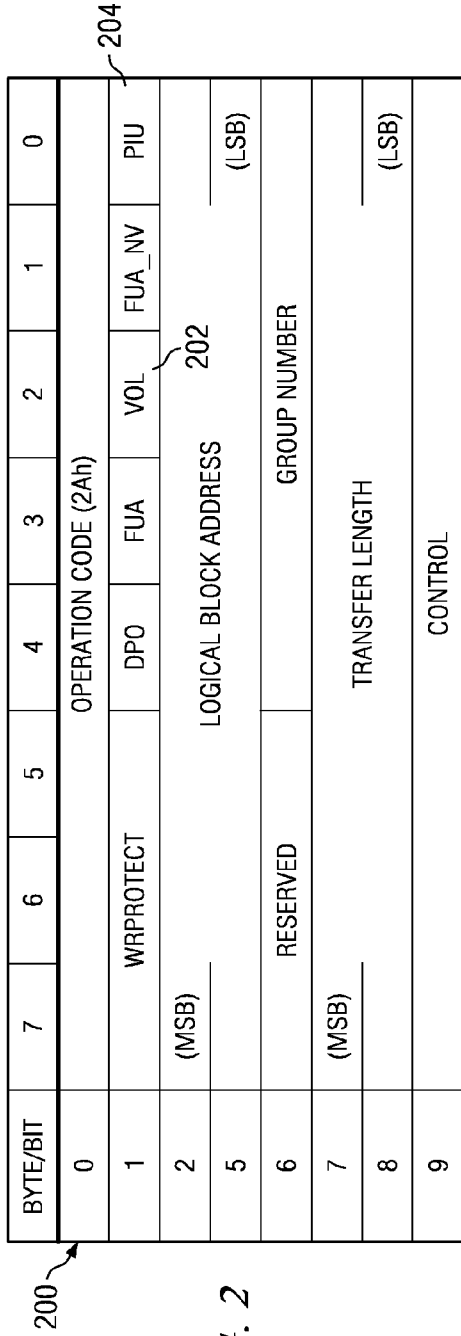 200
BYTE/BIT 7 6 5 4 3 2 1 0
0 OPERATION CODE (2Ah)
1 WRPROTECT DPO FUA VOL FUA_NV PIU
204
202
2 (MSB)
LOGICAL BLOCK ADDRESS
5 (LSB)
6 RESERVED GROUP NUMBER
7 (MSB)
TRANSFER LENGTH
8 (LSB)
9 CONTROL
. 2